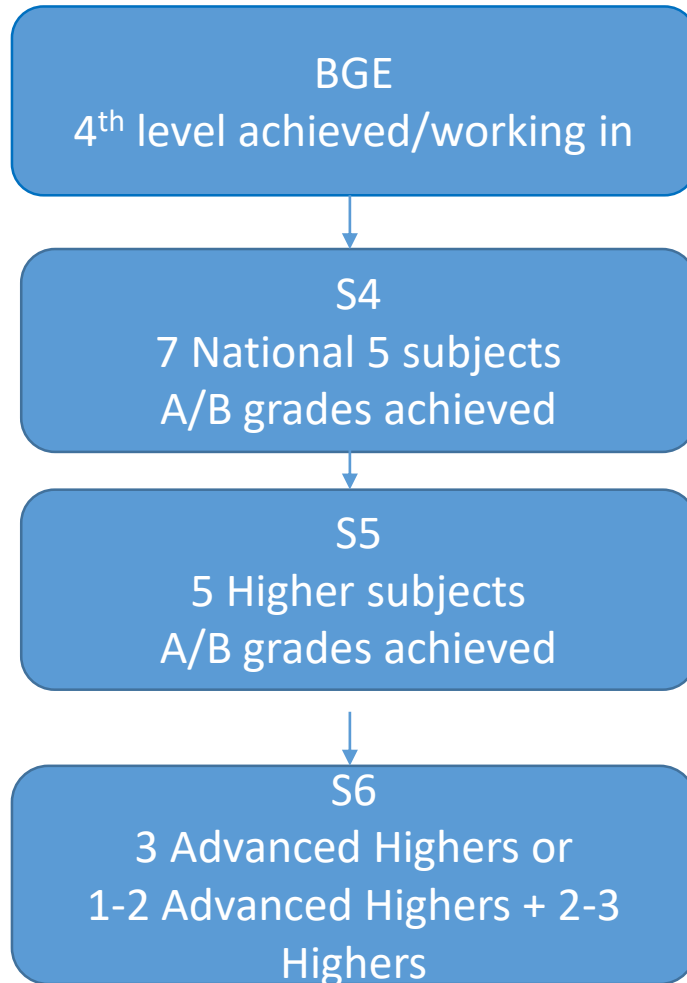 BGE
4th level achieved/working in
S4
7 National 5 subjects
A/B grades achieved
S5
5 Higher subjects
A/B grades achieved
S6
3 Advanced Highers or
1-2 Advanced Highers + 2-3
Highers